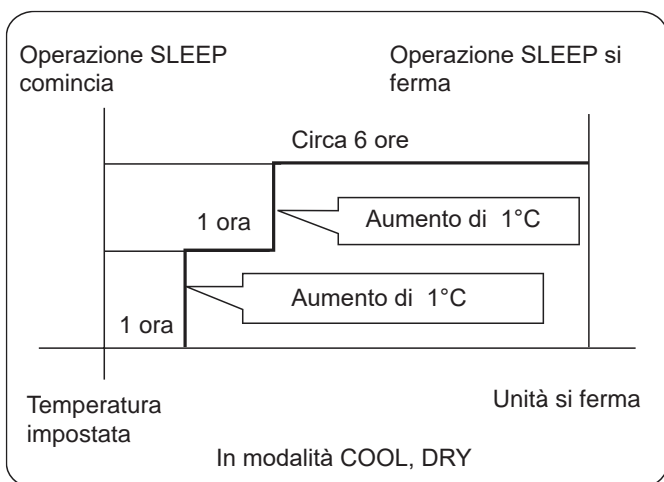 Operazione SLEEP
comincia
Operazione SLEEP si
ferma
Circa 6 ore
1 ora
Aumento di 1°C
Aumento di 1°C
1 ora
Temperatura
impostata
Unità si ferma
In modalità COOL, DRY